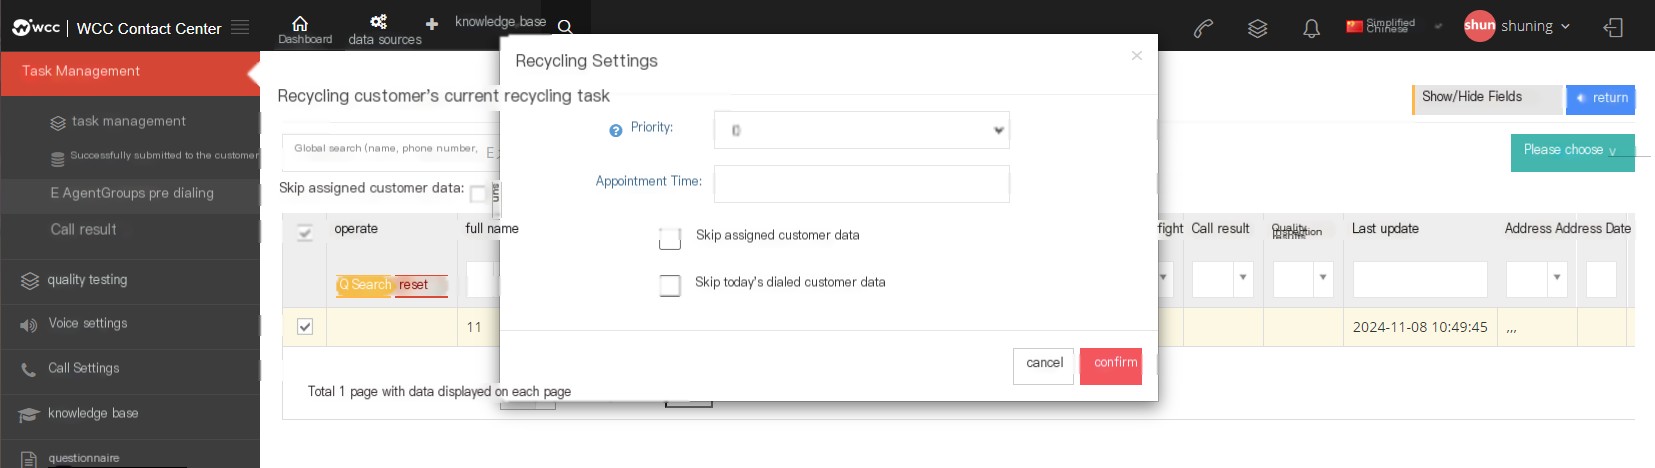 wcc | WCC Contact Center
Dashboard
data sources
knowledge_base
Simplified
Chinese
shun shuning
Task Management
task management
Successfully submitted to the customer
E AgentGroups pre dialing
Call result
quality testing
Voice settings
Call Settings
knowledge base
questionnaire
Recycling Settings
×
Recycling customer's current recycling task
Show/Hide Fields
return
Priority:
0
Global search (name, phone number,
Please choose
Appointment Time:
Skip assigned customer data:
operate
full name
Skip assigned customer data
fight
Call result
Quality
Inspection
Last update
Address Address Date
Q Search reset
Skip today's dialed customer data
11
2024-11-08 10:49:45
,,,
cancel
confirm
Total 1 page with data displayed on each page